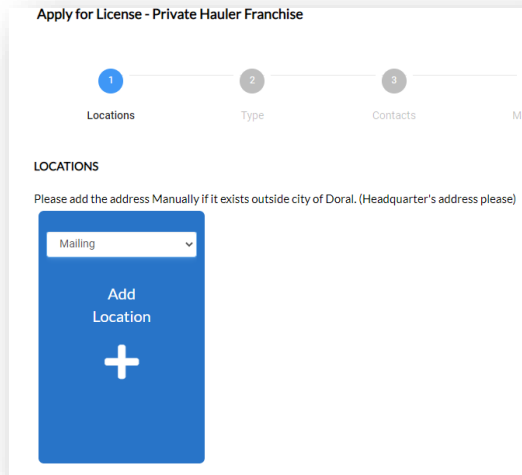 Apply for License - Private Hauler Franchise
1 2 3
Locations Type Contacts M
LOCATIONS
Please add the address Manually if it exists outside city of Doral. (Headquarter's address please)
Mailing
Add
Location